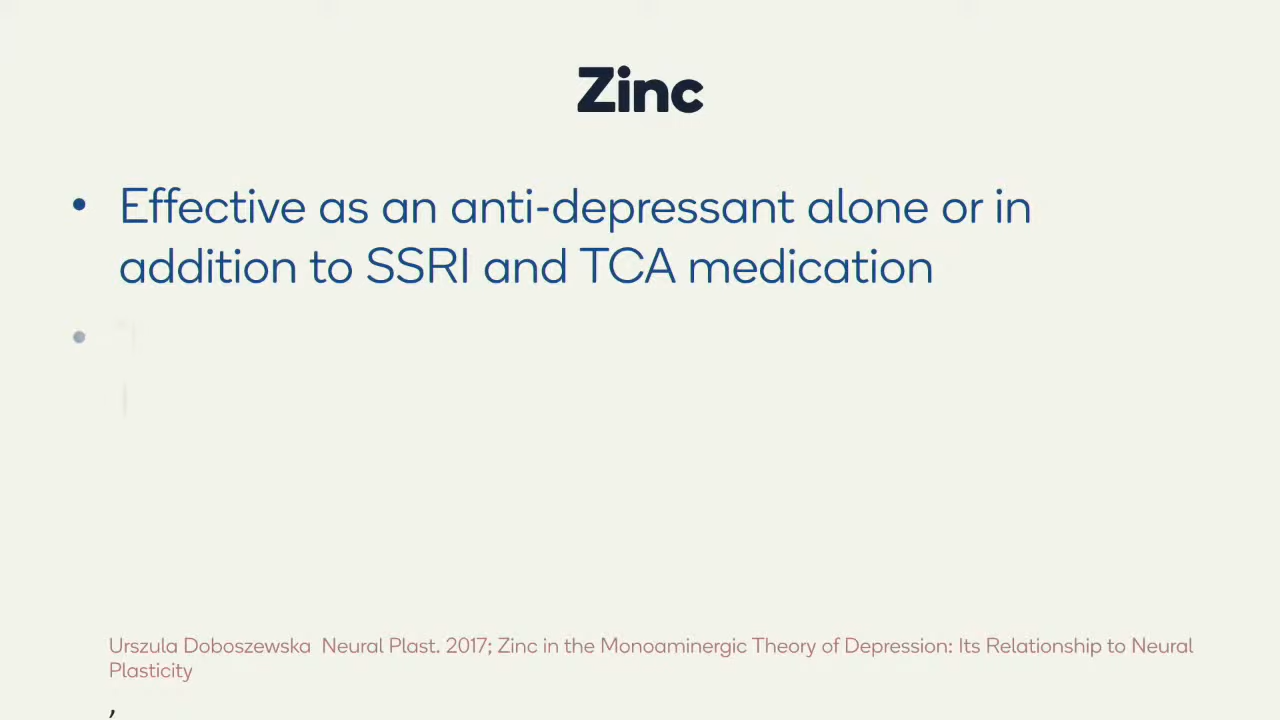 Zinc
• Effective as an anti-depressant alone or in
addition to SSRI and TCA medication
•
Urszula Doboszewska  Neural Plast. 2017; Zinc in the Monoaminergic Theory of Depression: Its Relationship to Neural
Plasticity
,